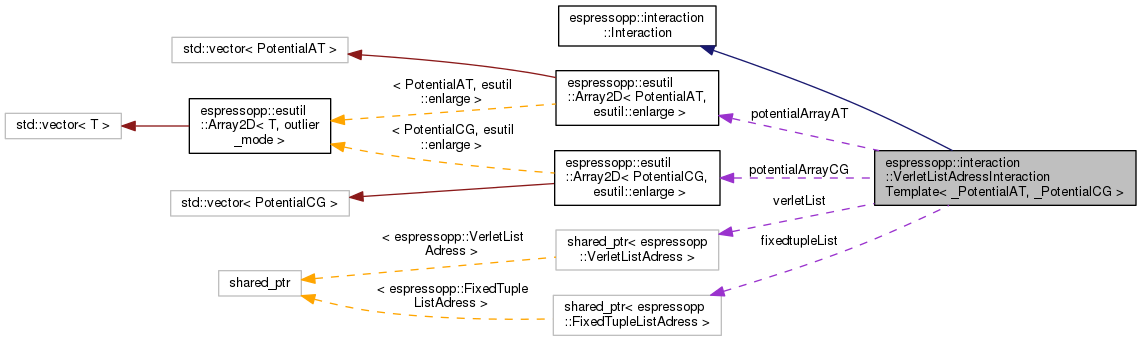 espressopp::interaction
::Interaction
std::vector< PotentialAT >
< PotentialAT, esutil
::enlarge >
espressopp::esutil
::Array2D< PotentialAT,
esutil::enlarge >
potentialArrayAT
std::vector< T >
espressopp::esutil
::Array2D< T, outlier
_mode >
< PotentialCG, esutil
::enlarge >
espressopp::esutil
::Array2D< PotentialCG,
esutil::enlarge >
potentialArrayCG
espressopp::interaction
::VerletListAdressInteraction
Template< _PotentialAT, _PotentialCG >
std::vector< PotentialCG >
verletList
< espressopp::VerletList
Adress >
shared_ptr< espressopp
::VerletListAdress >
fixedtupleList
shared_ptr
< espressopp::FixedTuple
ListAdress >
shared_ptr< espressopp
::FixedTupleListAdress >